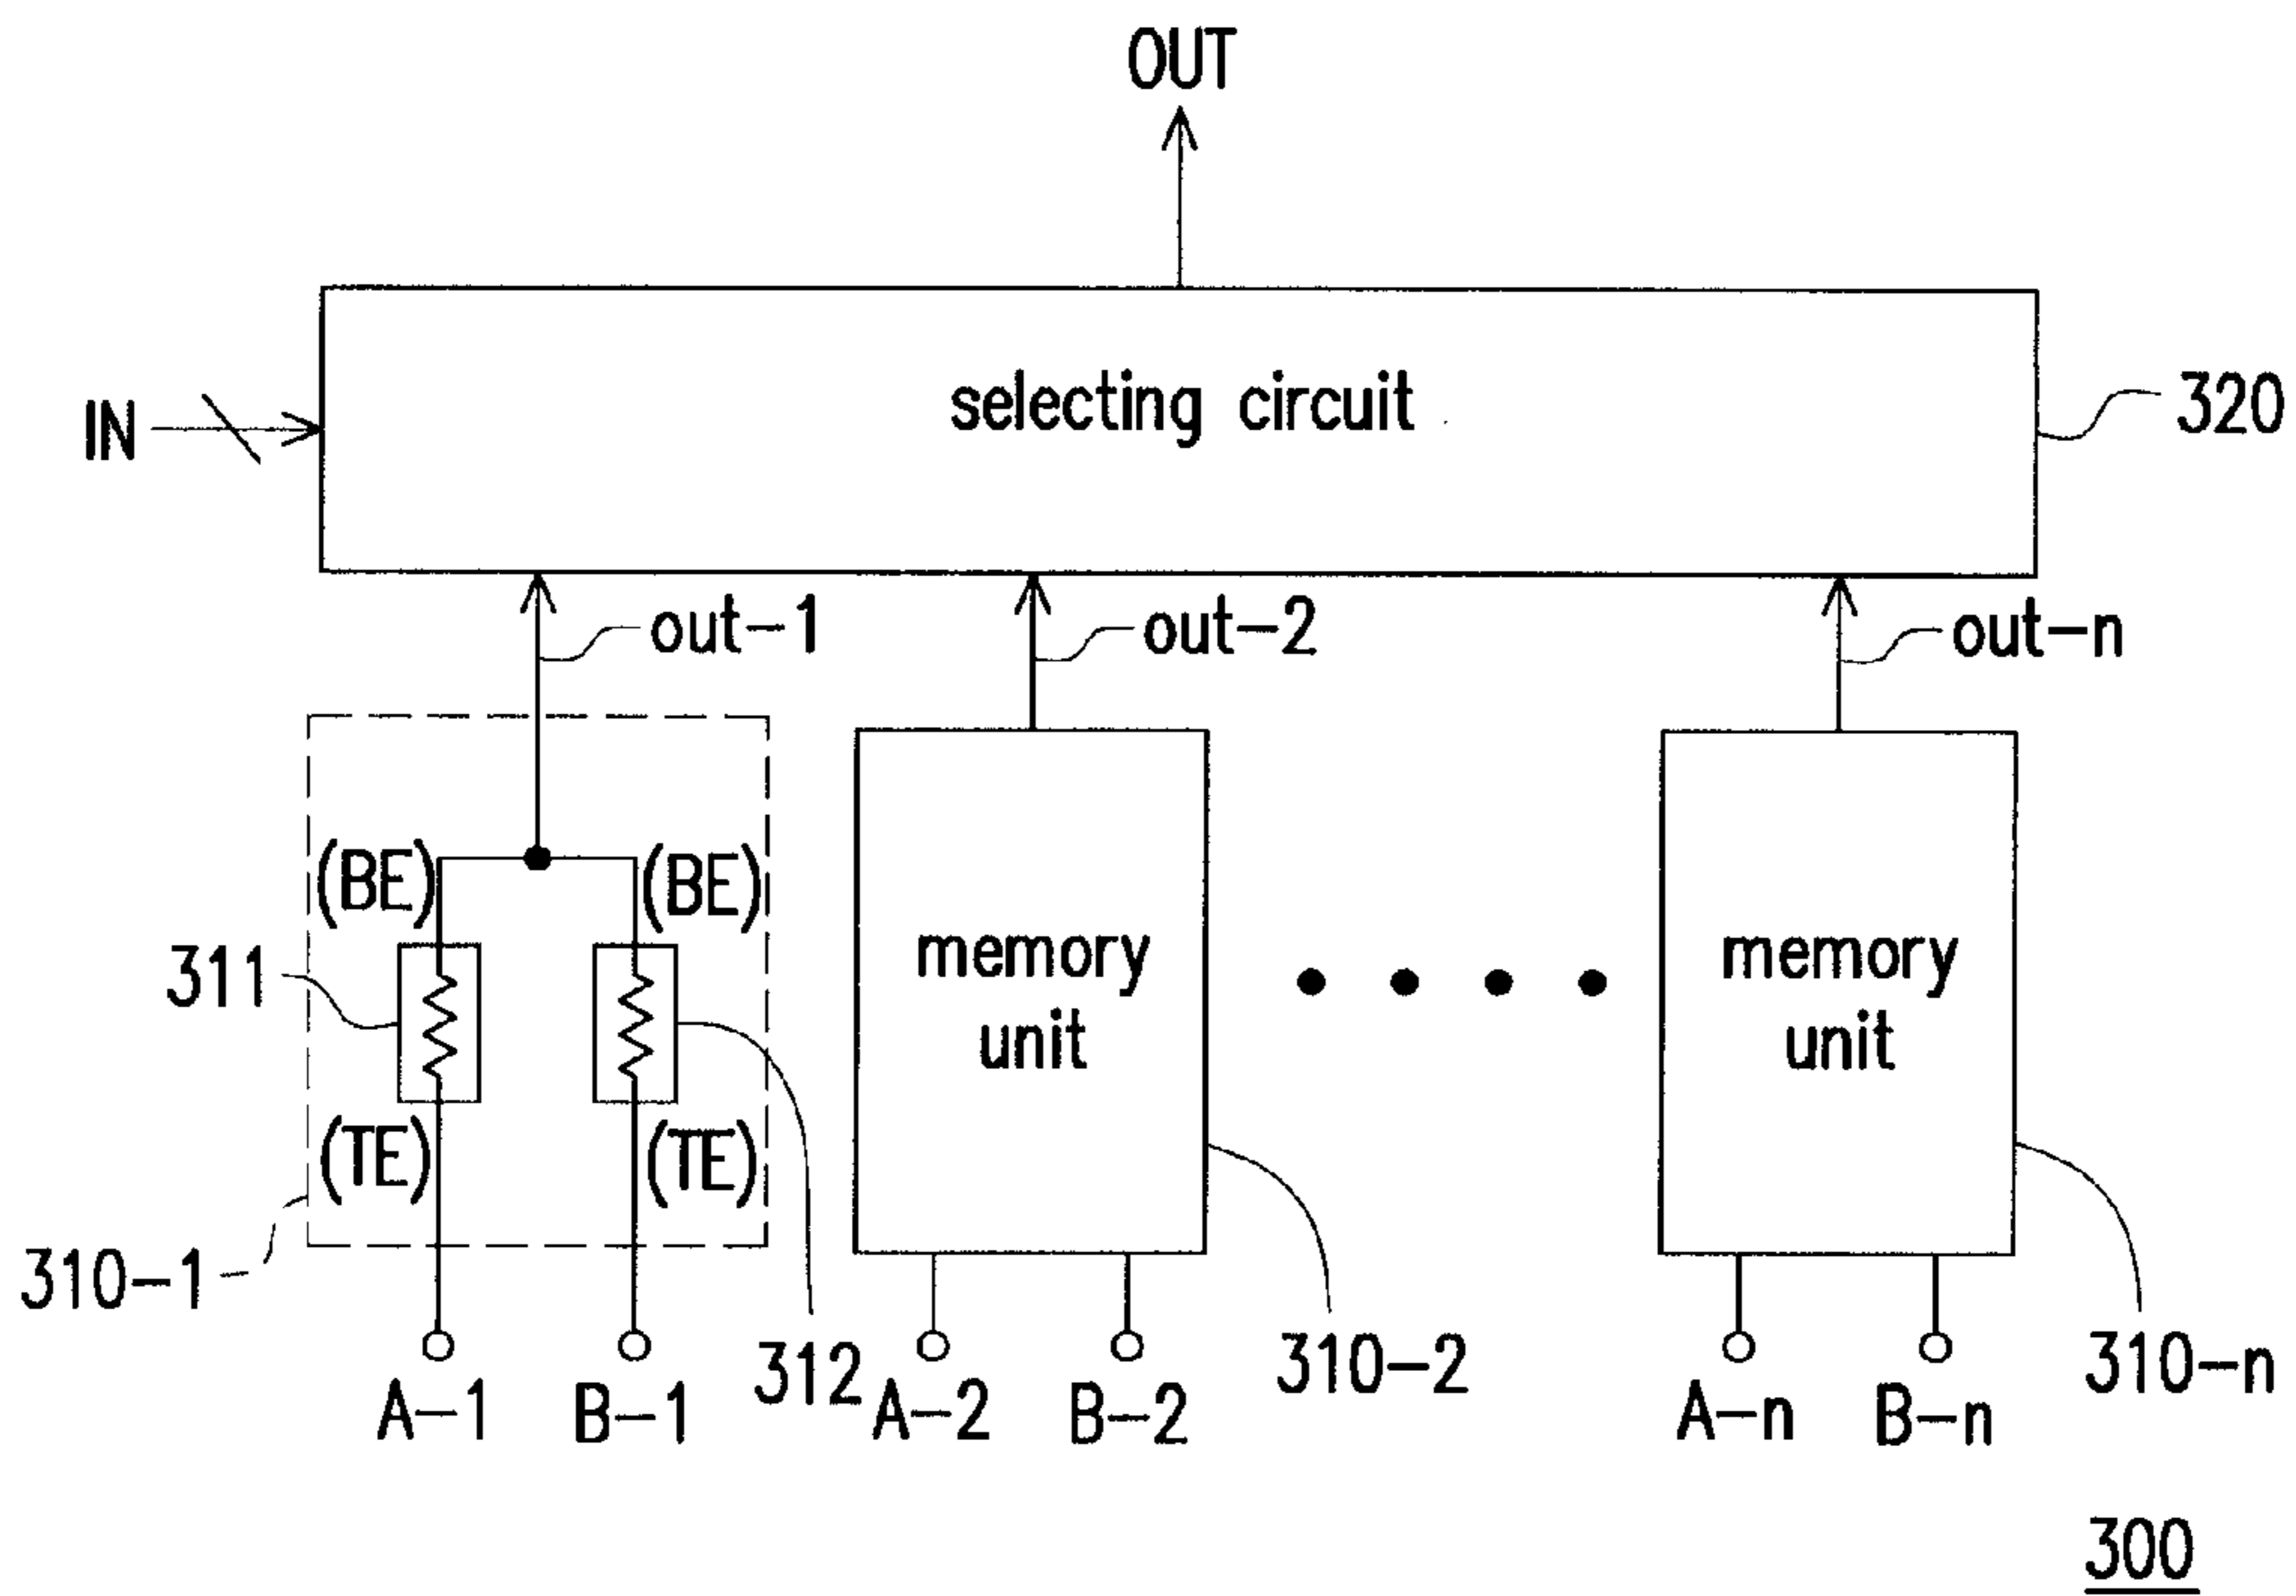 OUT
IN
selecting circuit
320
out-1
out-2
out-n
(BE)
(BE)
311
memory
unit
memory
unit
(TE)
(TE)
310-1
312
310-2
310-n
A-1
B-1
A-2
B-2
A-n
B-n
300